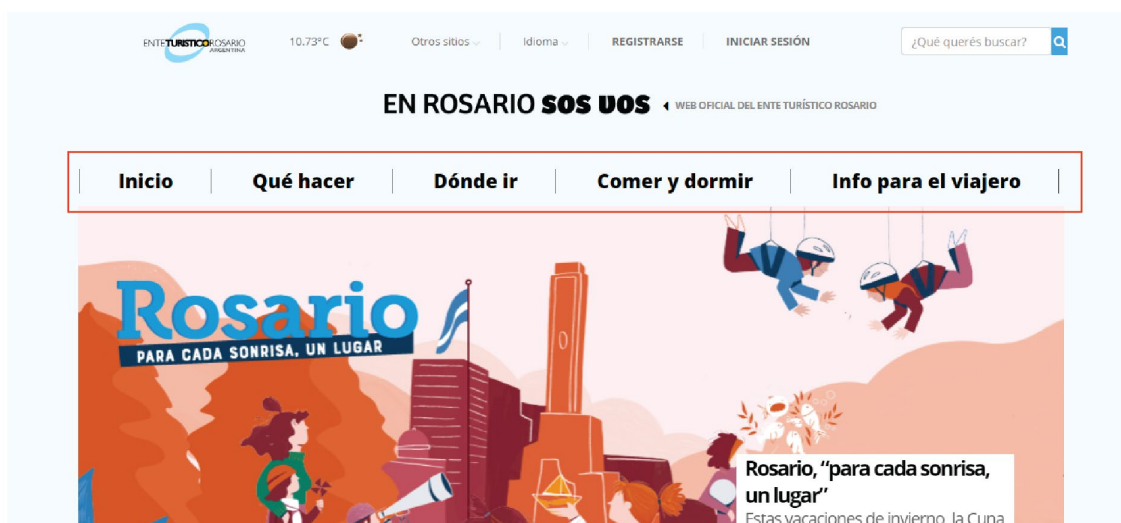 ENTE TURISTICO ROSARIO
ARGENTINA
10.73°C
Otros sitios
Idioma
REGISTRARSE
INICIAR SESIÓN
¿Qué querés buscar?
EN ROSARIO SOS VOS
WEB OFICIAL DEL ENTE TURÍSTICO ROSARIO
Inicio
Qué hacer
Dónde ir
Comer y dormir
Info para el viajero
Rosario
PARA CADA SONRISA, UN LUGAR
Rosario, “para cada sonrisa,
un lugar”
Estas vacaciones de invierno, la Cuna